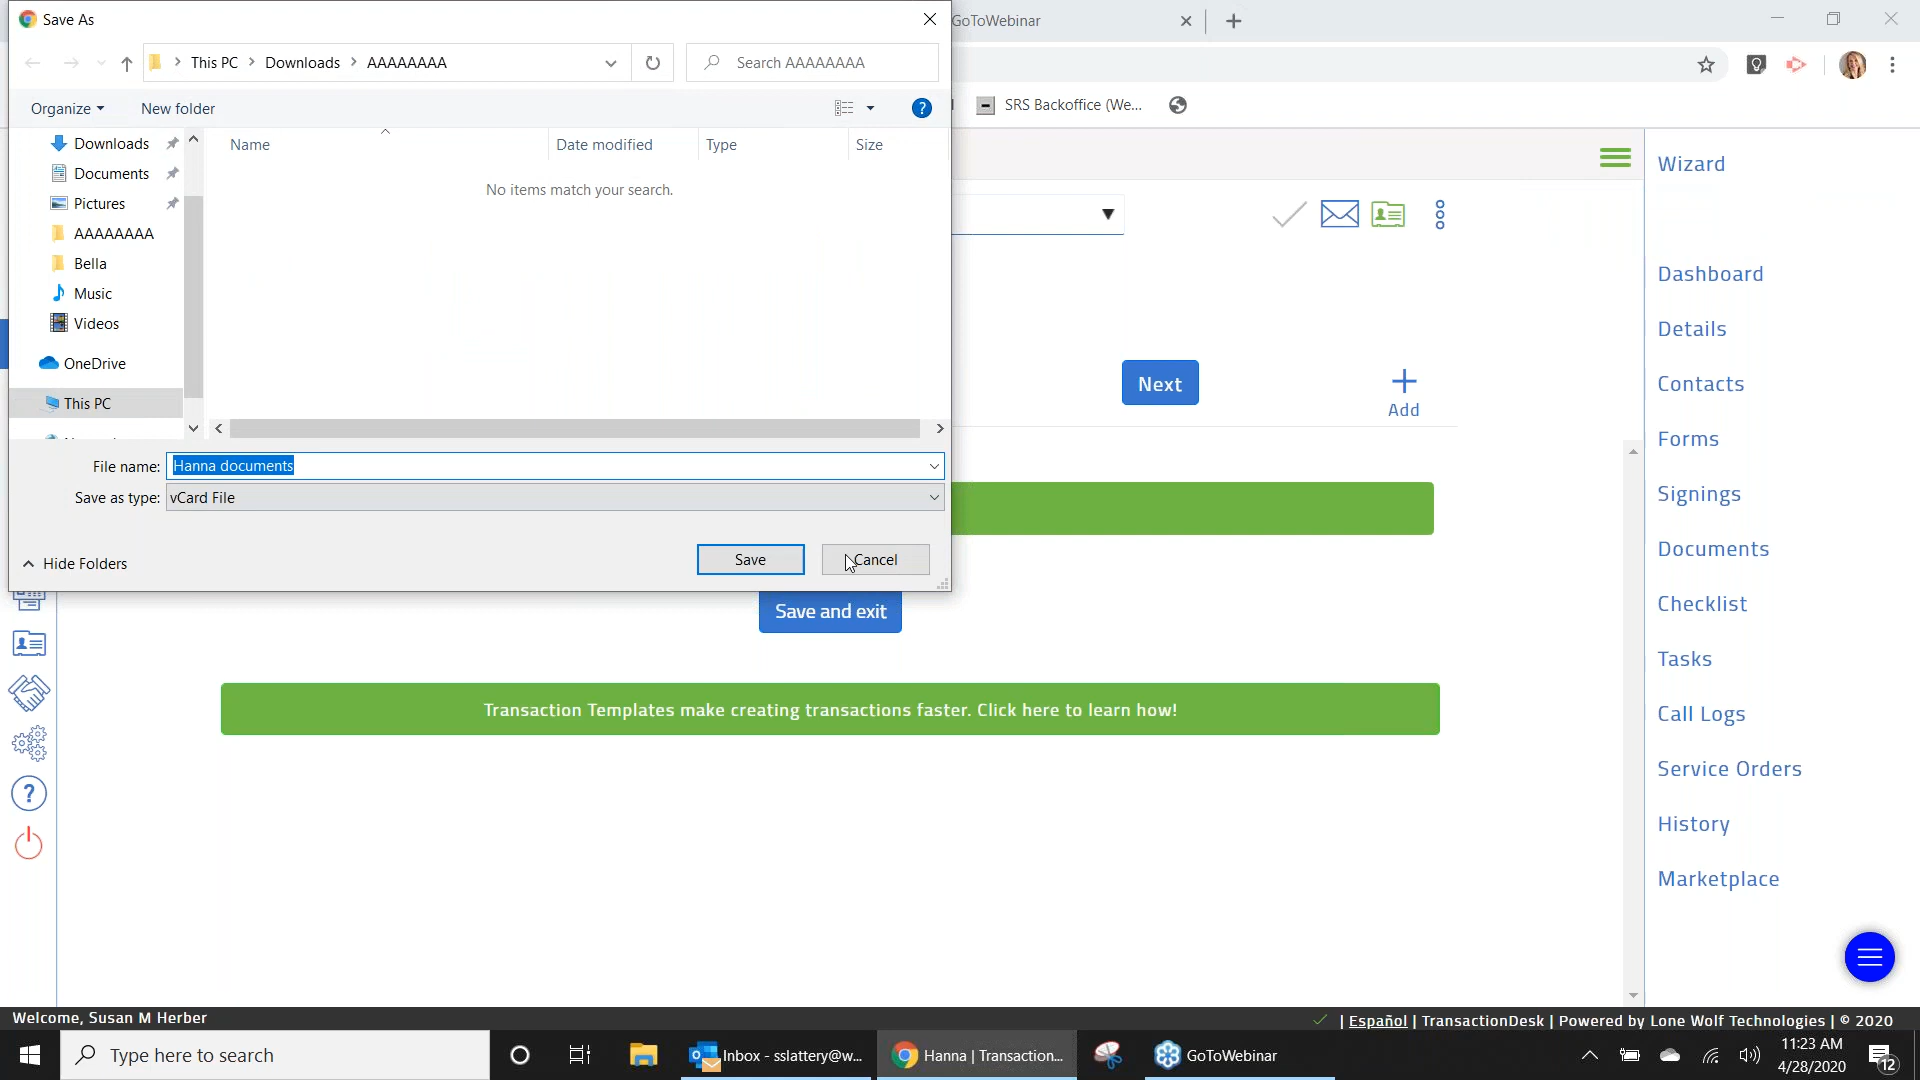 Save As
GoToWebinar
This PC > Downloads > AAAAAAAA
Search AAAAAAAA
Organize
New folder
SRS Backoffice (We...
Name
Date modified
Type
Size
No items match your search.
Downloads
Documents
Pictures
AAAAAAAA
Bella
Music
Videos
OneDrive
This PC
File name: Hanna documents
Save as type: vCard File
Hide Folders
Save
Cancel
Next
Add
Save and exit
Transaction Templates make creating transactions faster. Click here to learn how!
Wizard
Dashboard
Details
Contacts
Forms
Signings
Documents
Checklist
Tasks
Call Logs
Service Orders
History
Marketplace
Welcome, Susan M Herber
| Español | TransactionDesk | Powered by Lone Wolf Technologies | © 2020
Type here to search
Inbox - sslattery@w...
Hanna | Transaction...
GoToWebinar
11:23 AM
4/28/2020
12